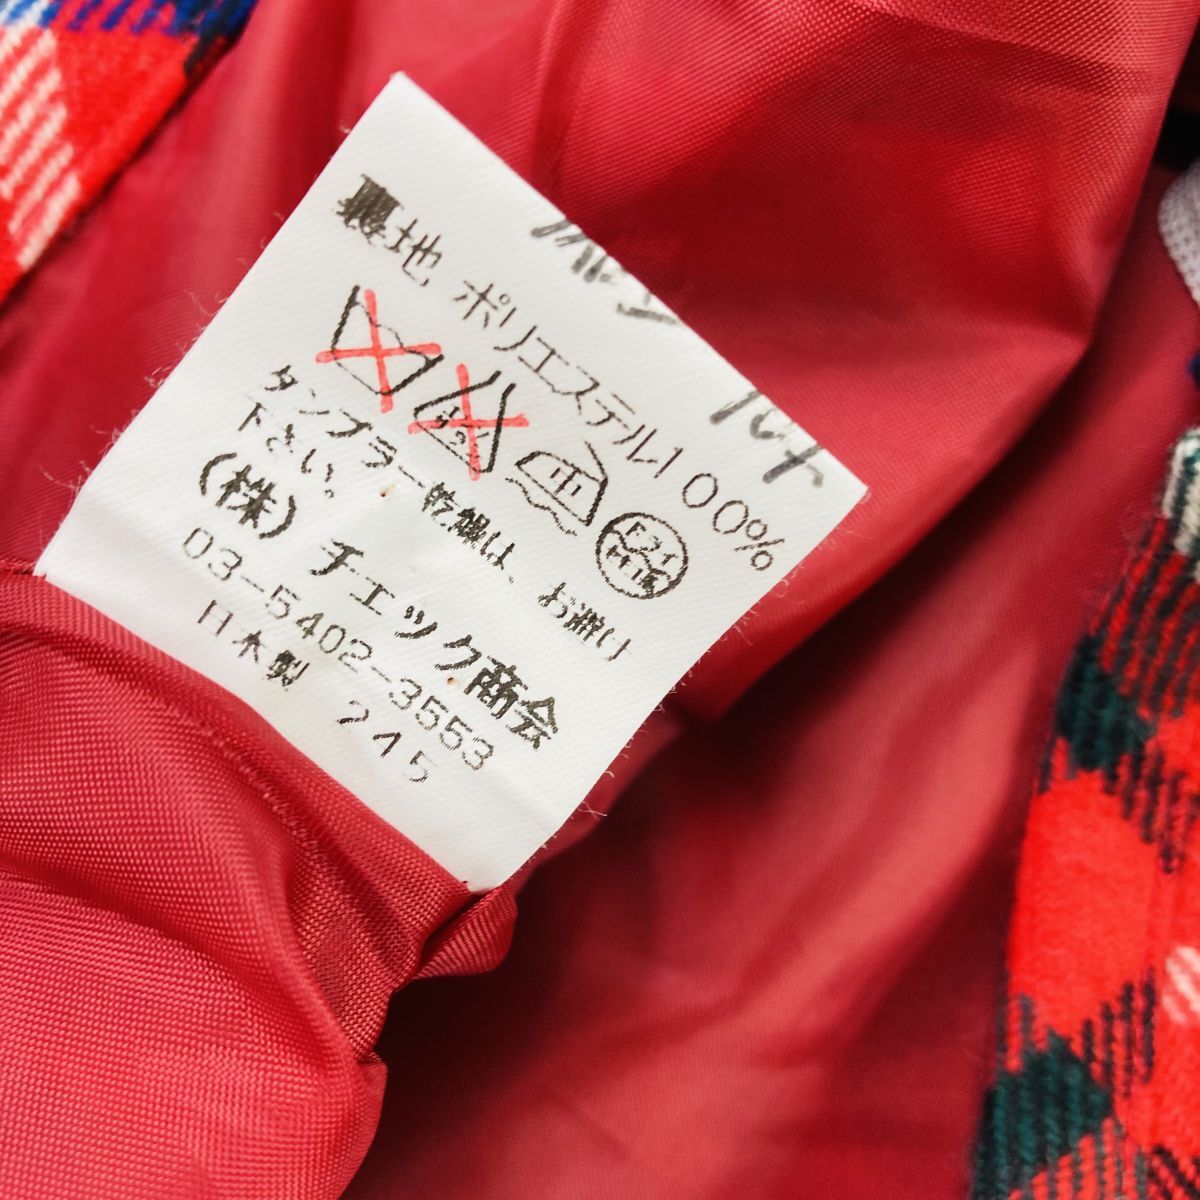 裏地 ポリエステル100%
中
タンブラー乾燥は、お避け
下さい。
(株)チェック商会
03-5402-3553
日本製 245